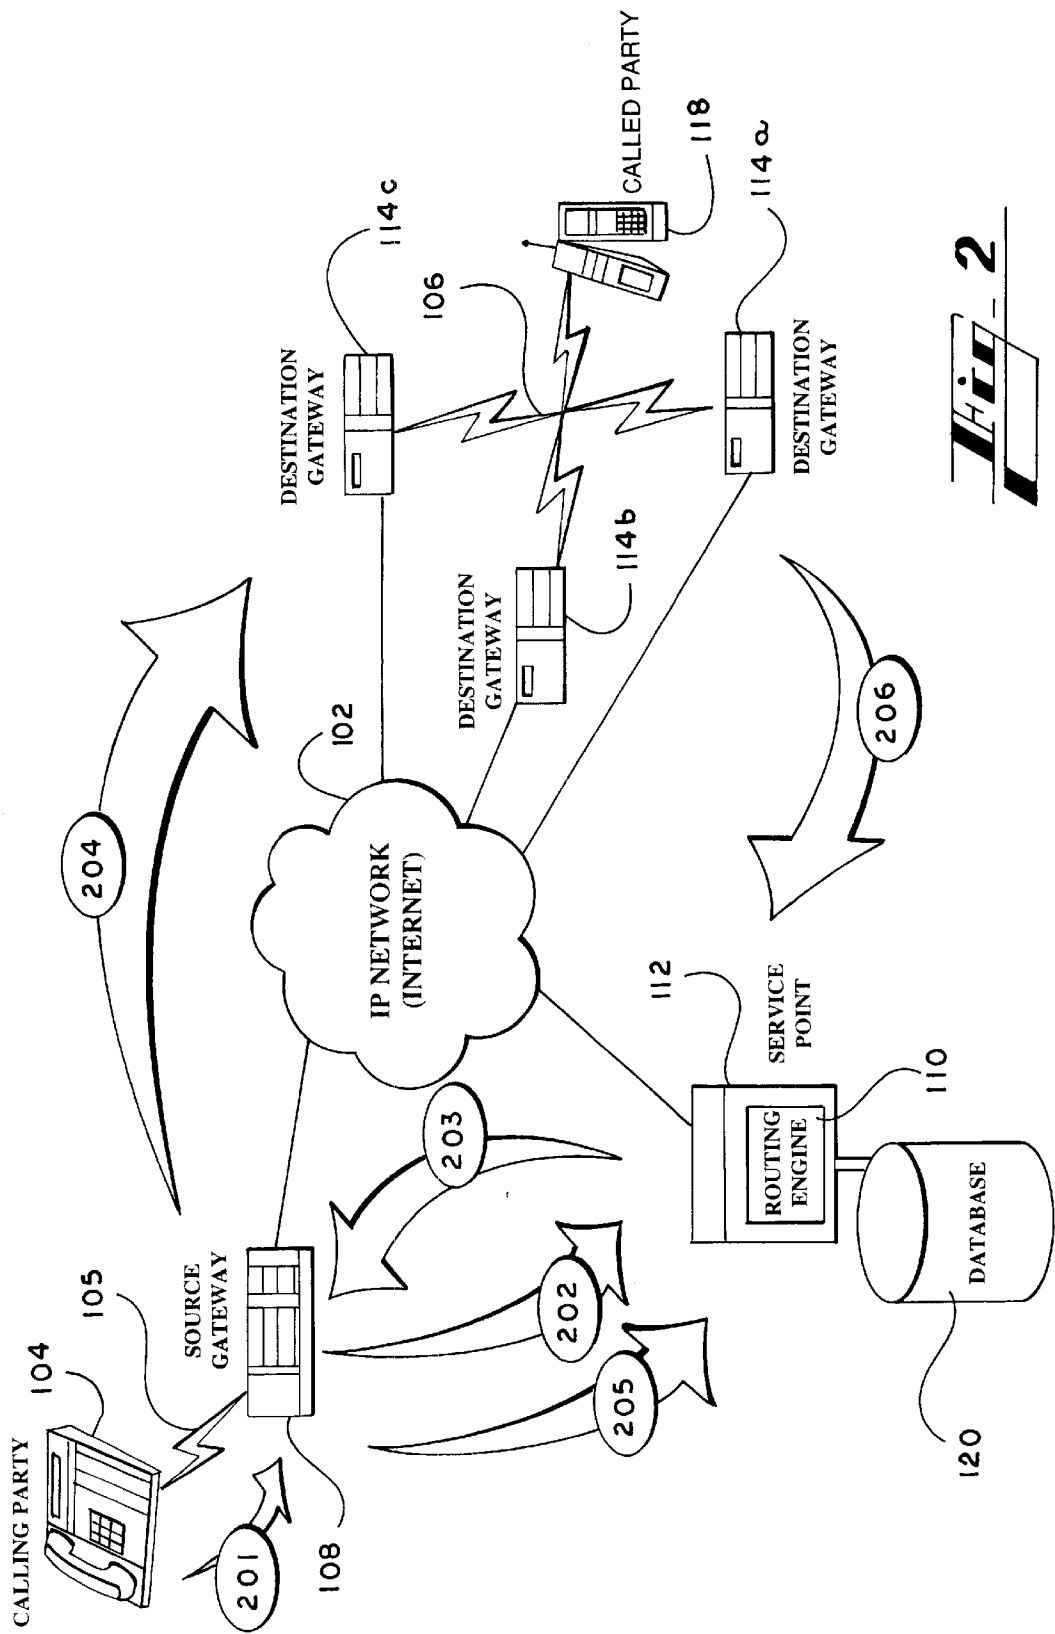 CALLING PARTY
104
105
201
108
SOURCE
GATEWAY
204
202
205
203
IP NETWORK
(INTERNET)
102
DESTINATION
GATEWAY
114c
DESTINATION
GATEWAY
114b
106
CALLED PARTY
118
114a
DESTINATION
GATEWAY
206
112
SERVICE
POINT
ROUTING
ENGINE
110
DATABASE
120
Fig. 2